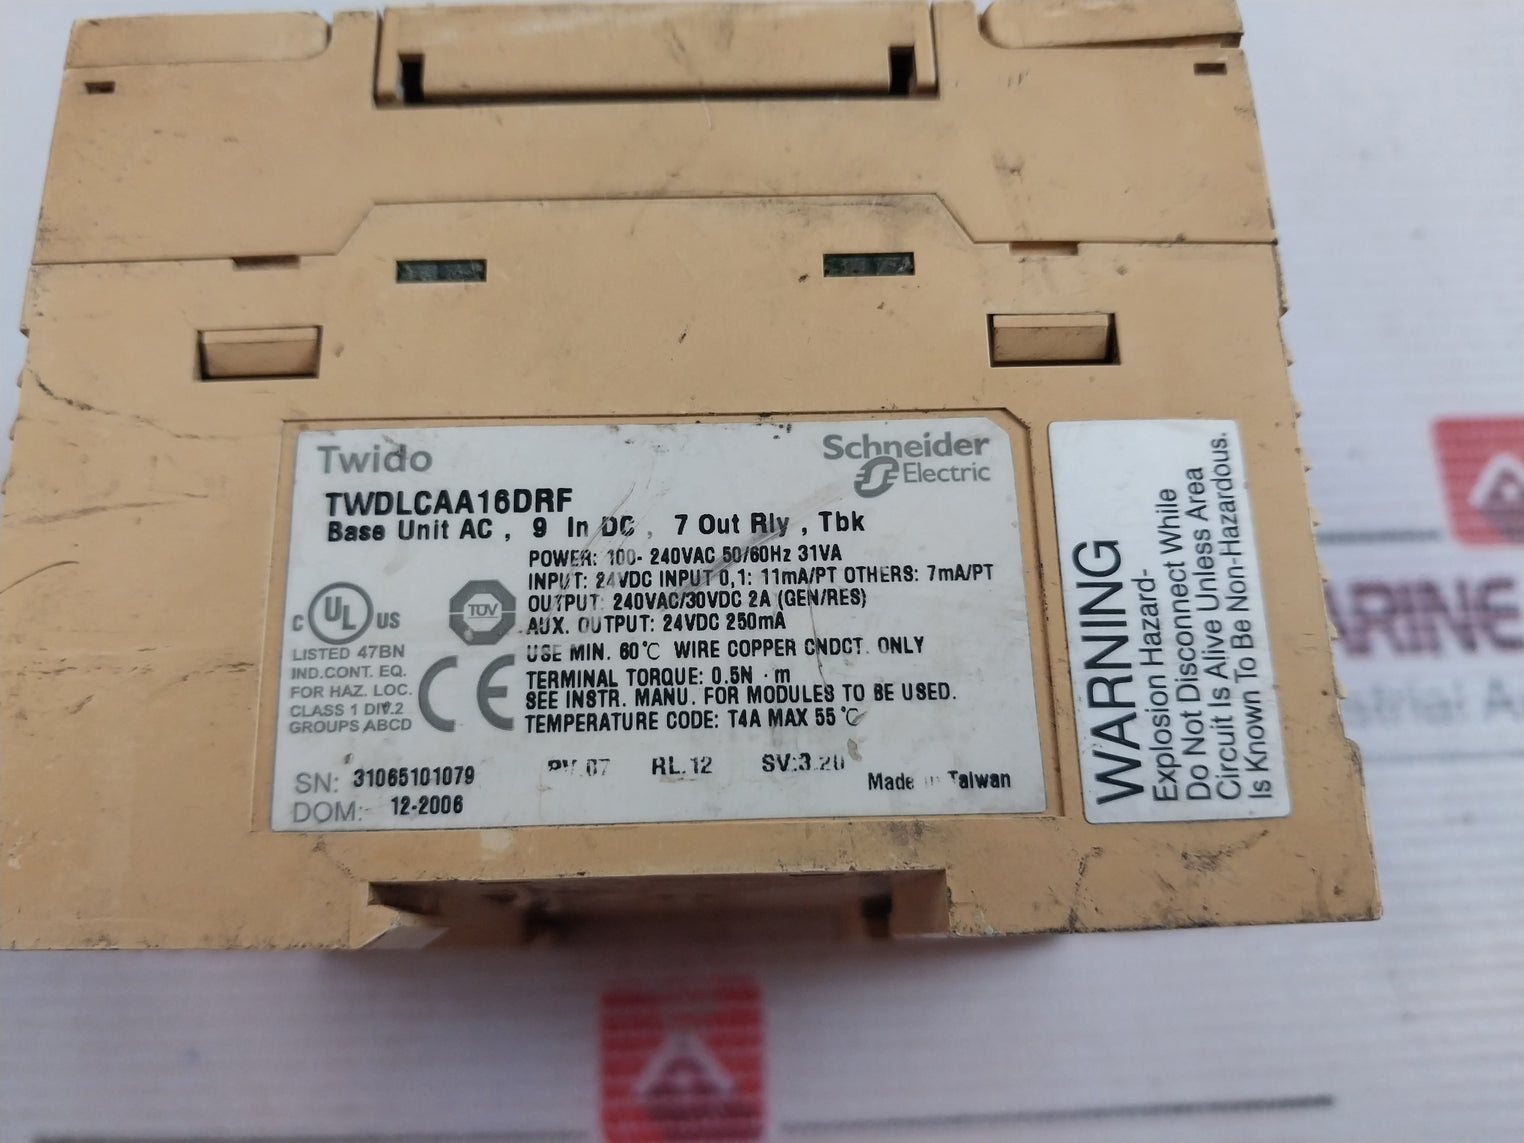 Twido
Schneider
Electric
TWDLCAA16DRF
Base Unit AC , 9 In DC , 7 Out Rly , Tbk
POWER: 100- 240VAC 50/60Hz 31VA
INPUT: 24VDC INPUT 0,1: 11mA/PT OTHERS: 7mA/PT
OUTPUT: 240VAC/30VDC 2A (GEN/RES)
AUX. OUTPUT: 24VDC 250mA
USE MIN. 60°C WIRE COPPER CNDCT. ONLY
TERMINAL TORQUE: 0.5N · m
SEE INSTR. MANU. FOR MODULES TO BE USED.
TEMPERATURE CODE: T4A MAX 55°C
C UL US
TUV
LISTED 47BN
IND.CONT. EQ.
FOR HAZ. LOC.
CLASS 1 DIV.2
GROUPS ABCD
CE
SN: 31065101079
DOM: 12-2006
RL.12
SV:3.20
Made in Taiwan
WARNING
Explosion Hazard-
Do Not Disconnect While
Circuit Is Alive Unless Area
Is Known To Be Non-Hazardous.
ARINE